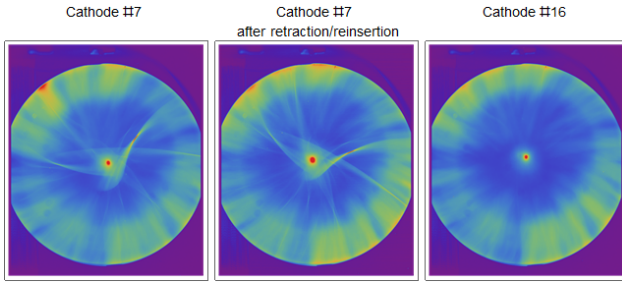 Cathode #7
Cathode #7
after retraction/reinsertion
Cathode #16